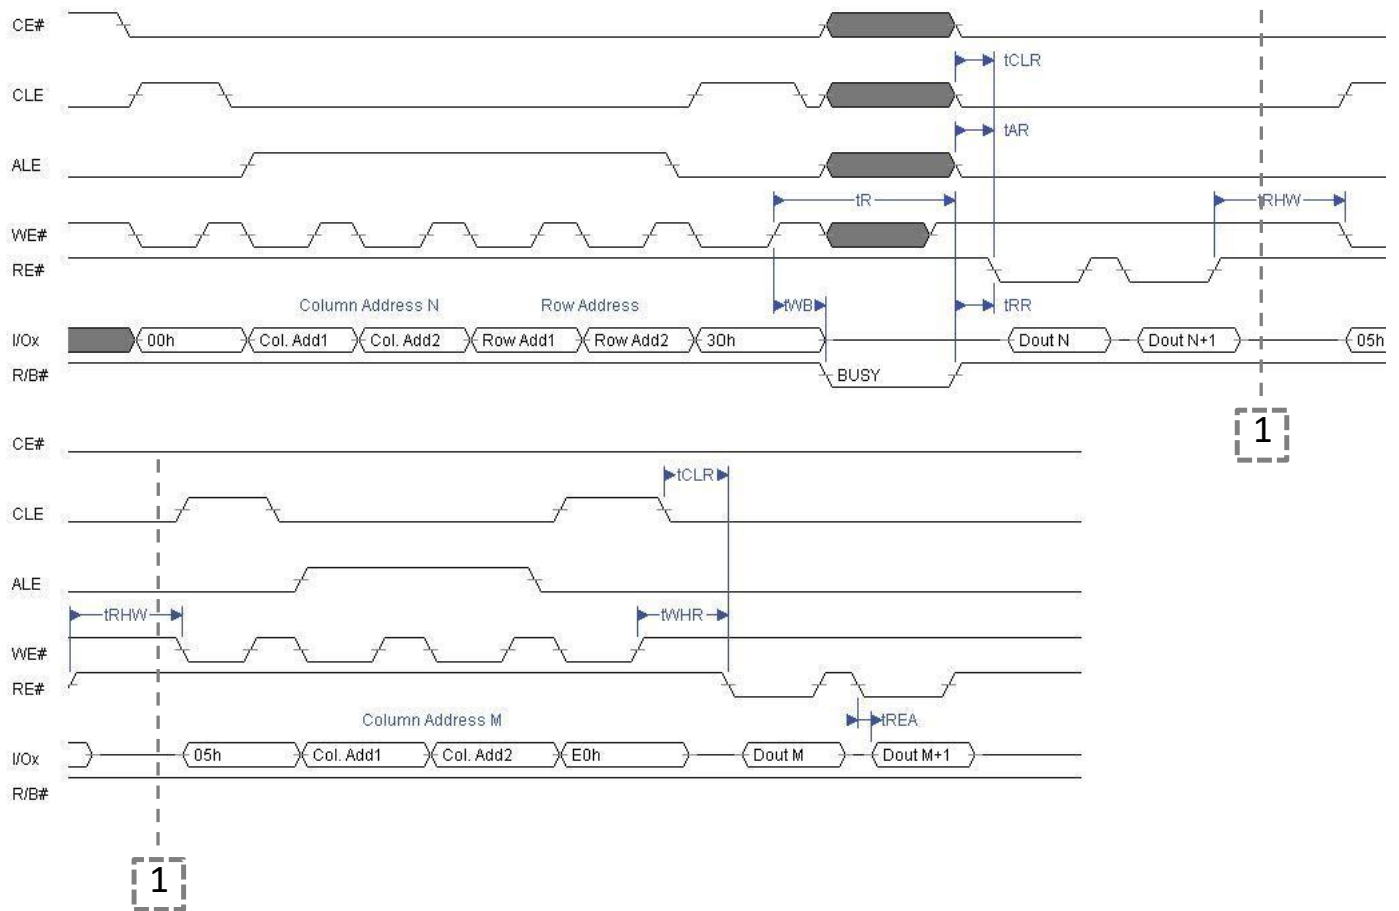 CE#
tCLR
CLE
tAR
ALE
tR
tRHW
WE#
RE#
Column Address N Row Address tWB tRR
I/Ox 00h Col. Add1 Col. Add2 Row Add1 Row Add2 30h Dout N Dout N+1 05h
R/B# BUSY
1
CE#
tCLR
CLE
ALE
tRHW tWHR
WE#
RE#
Column Address M tREA
I/Ox 05h Col. Add1 Col. Add2 E0h Dout M Dout M+1
R/B#
1